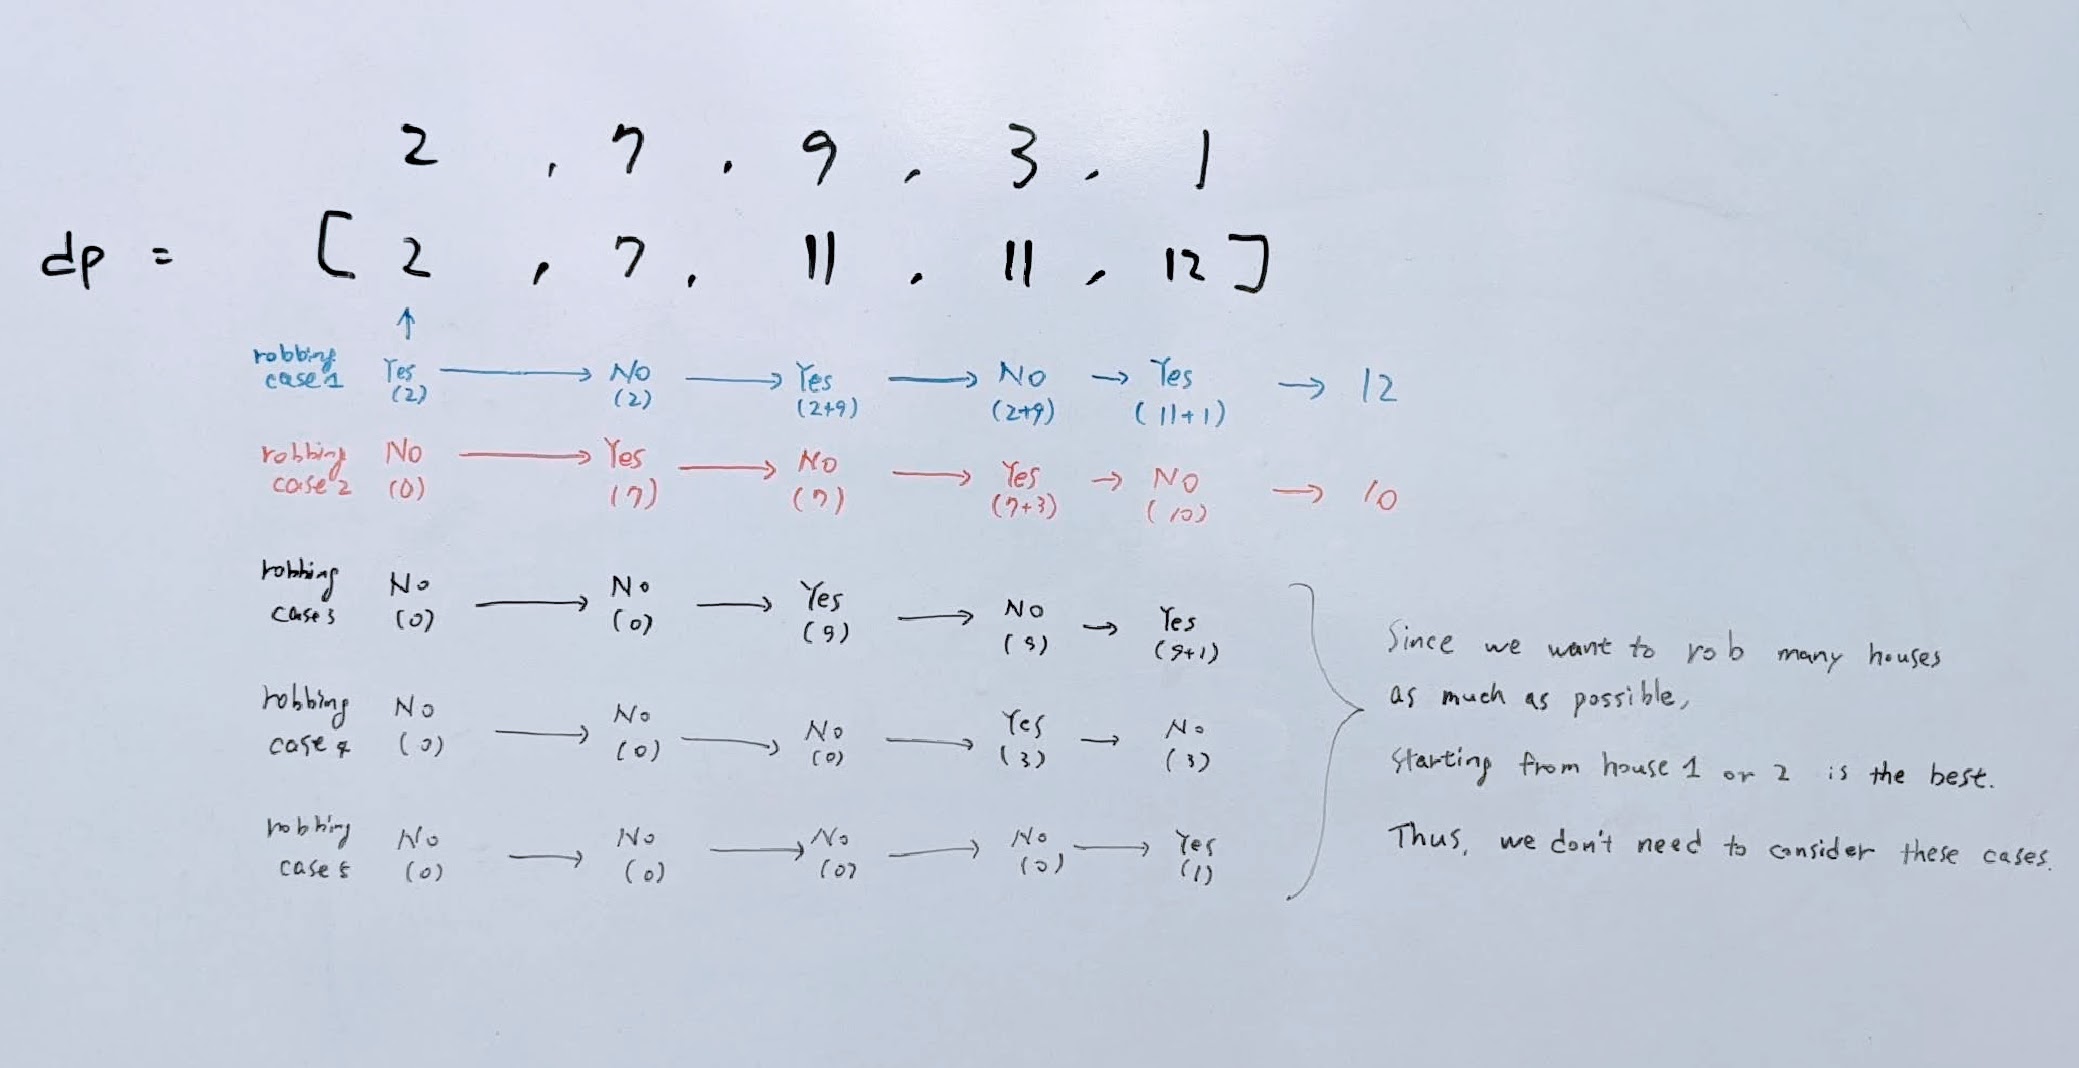 2 , 7 , 9 , 3 , 1
dp = [ 2 , 7 , 11 , 11 , 12 ]
↑
robbing case 1 Yes → No → Yes → No → Yes → 12
(2) (2) (2+9) (2+9) (11+1)
robbing case 2 No → Yes → No → Yes → No → 10
(0) (7) (7) (7+3) (10)
robbing case 3 No → No → Yes → No → Yes
(0) (0) (9) (9) (9+1)
robbing case 4 No → No → No → Yes → No
(0) (0) (0) (3) (3)
robbing case 5 No → No → No → No → Yes
(0) (0) (0) (0) (1)
Since we want to rob many houses
as much as possible,
starting from house 1 or 2 is the best.
Thus, we don't need to consider these cases.